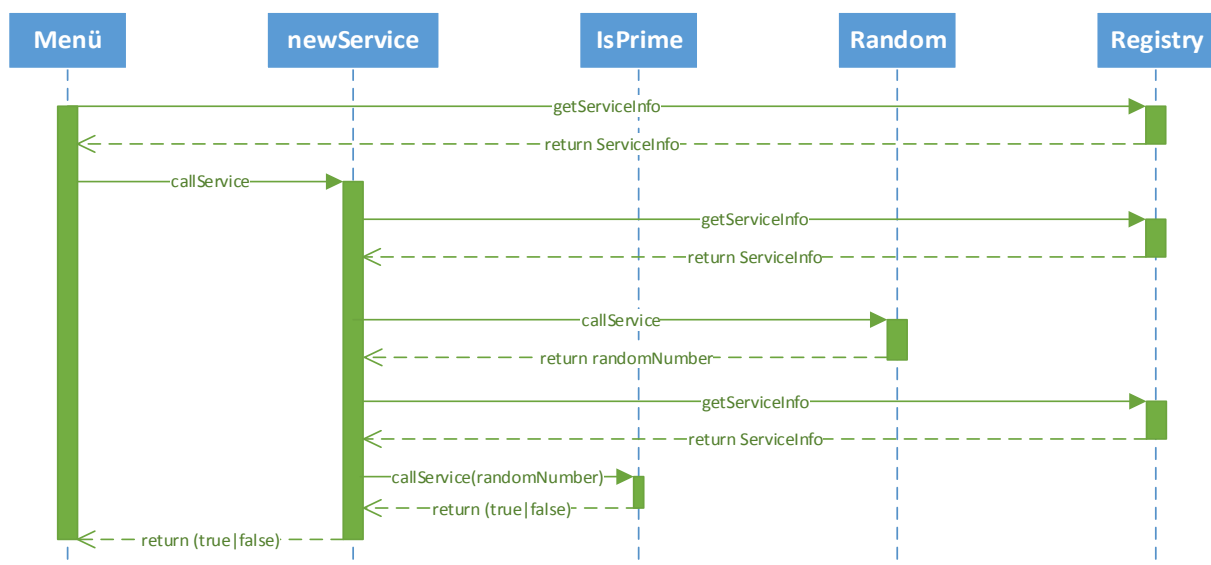 Menü
newService
IsPrime
Random
Registry
getServiceInfo
return ServiceInfo
callService
getServiceInfo
return ServiceInfo
callService
return randomNumber
getServiceInfo
return ServiceInfo
callService(randomNumber)
return (true|false)
return (true|false)